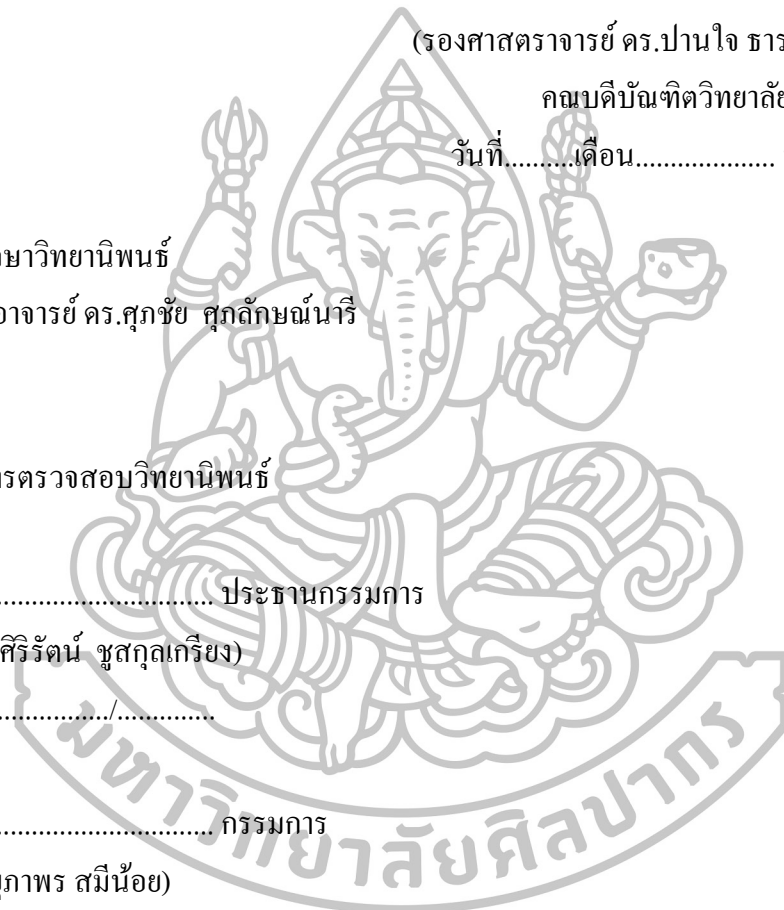 (รองศาสตราจารย์ ดร.ปานใจ ธาร
คณบดีบัณฑิตวิทยาลัย
วันที่..........เดือน....................
ษาวิทยานิพนธ์
อาจารย์ ดร.ศุภชัย ศุภลักษณ์นารี
รตรวจสอบวิทยานิพนธ์
................................ ประธานกรรมการ
ศิริรัตน์ ชูสกุลเกรียง)
................/..............
................................ กรรมการ
ภาพร สมีน้อย)
มหาวิทยาลัยศิลปากร